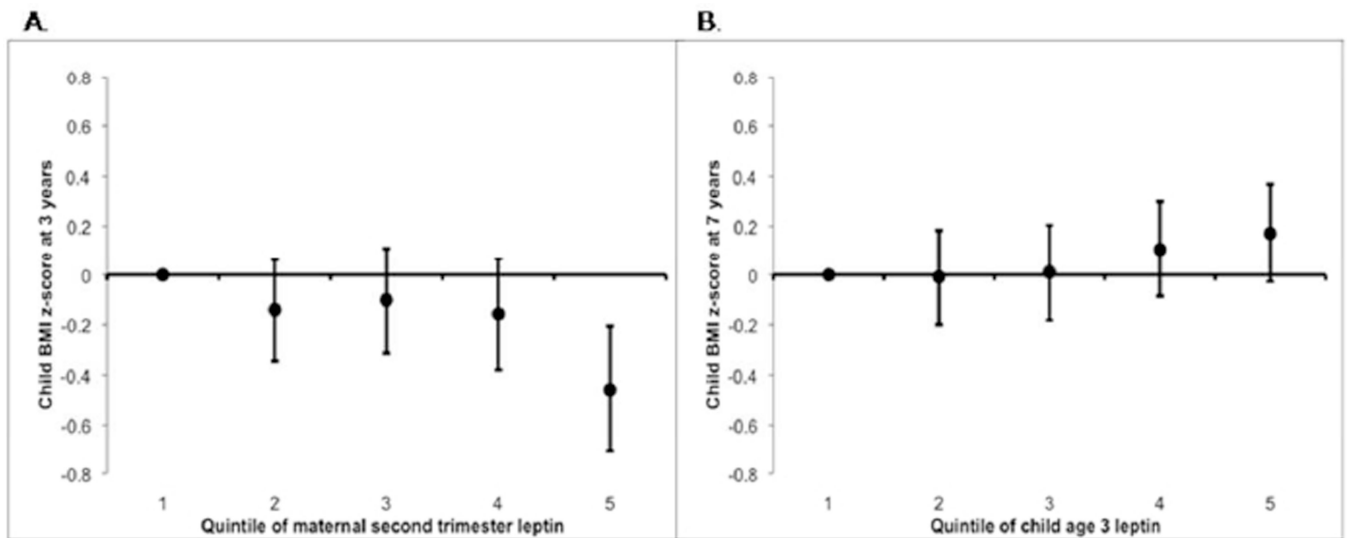 A.
B.
Child BMI z-score at 3 years
0.8
0.6
0.4
0.2
0
-0.2
-0.4
-0.6
-0.8
1 2 3 4 5
Quintile of maternal second trimester leptin
Child BMI z-score at 7 years
0.8
0.6
0.4
0.2
0
-0.2
-0.4
-0.6
-0.8
1 2 3 4 5
Quintile of child age 3 leptin